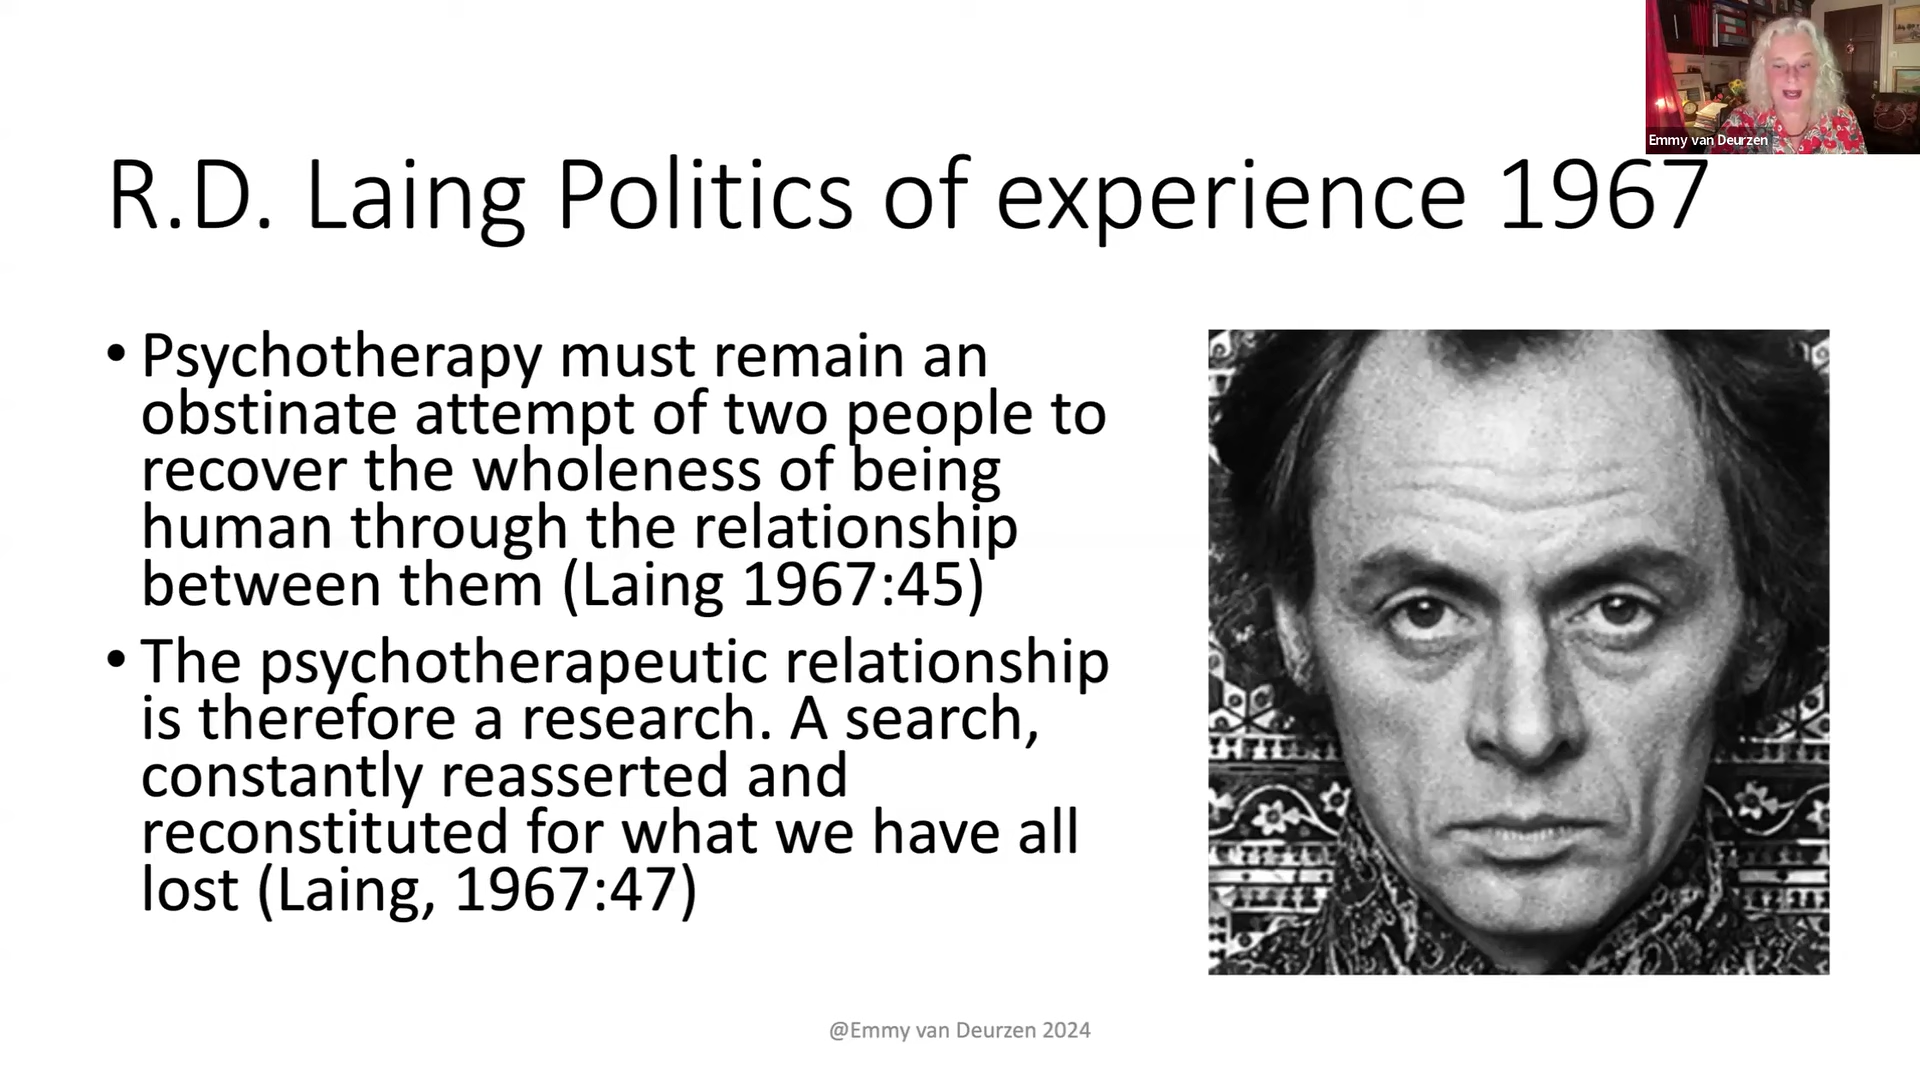 Emmy van Deurzen
R.D. Laing Politics of experience 1967
• Psychotherapy must remain an
obstinate attempt of two people to
recover the wholeness of being
human through the relationship
between them (Laing 1967:45)
• The psychotherapeutic relationship
is therefore a research. A search,
constantly reasserted and
reconstituted for what we have all
lost (Laing, 1967:47)
@Emmy van Deurzen 2024